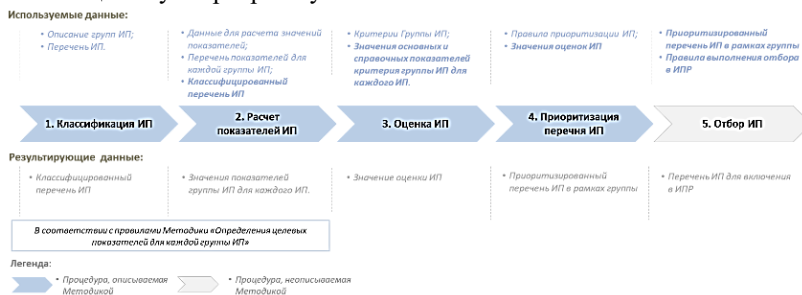 Используемые данные:
• Описание групп ИП;
• Перечень ИП.
• Данные для расчета значений
показателей;
• Перечень показателей для
каждой группы ИП;
• Классифицированный
перечень ИП
• Критерии Группы ИП;
• Значения основных и
справочных показателей
критерия группы ИП для
каждого ИП.
• Правила приоритизации ИП;
• Значения оценок ИП
• Приоритизированный
перечень ИП в рамках группы
• Правила выполнения отбора
в ИПР
1. Классификация ИП
2. Расчет
показателей ИП
3. Оценка ИП
4. Приоритизация
перечня ИП
5. Отбор ИП
Результирующие данные:
• Классифицированный
перечень ИП
• Значения показателей
группы ИП для каждого ИП.
• Значение оценки ИП
• Приоритизированный
перечень ИП в рамках группы
• Перечень ИП для включения
в ИПР
В соответствии с правилами Методики «Определения целевых
показателей для каждой группы ИП»
Легенда:
• Процедура, описываемая
Методикой
• Процедура, неописываемая
Методикой